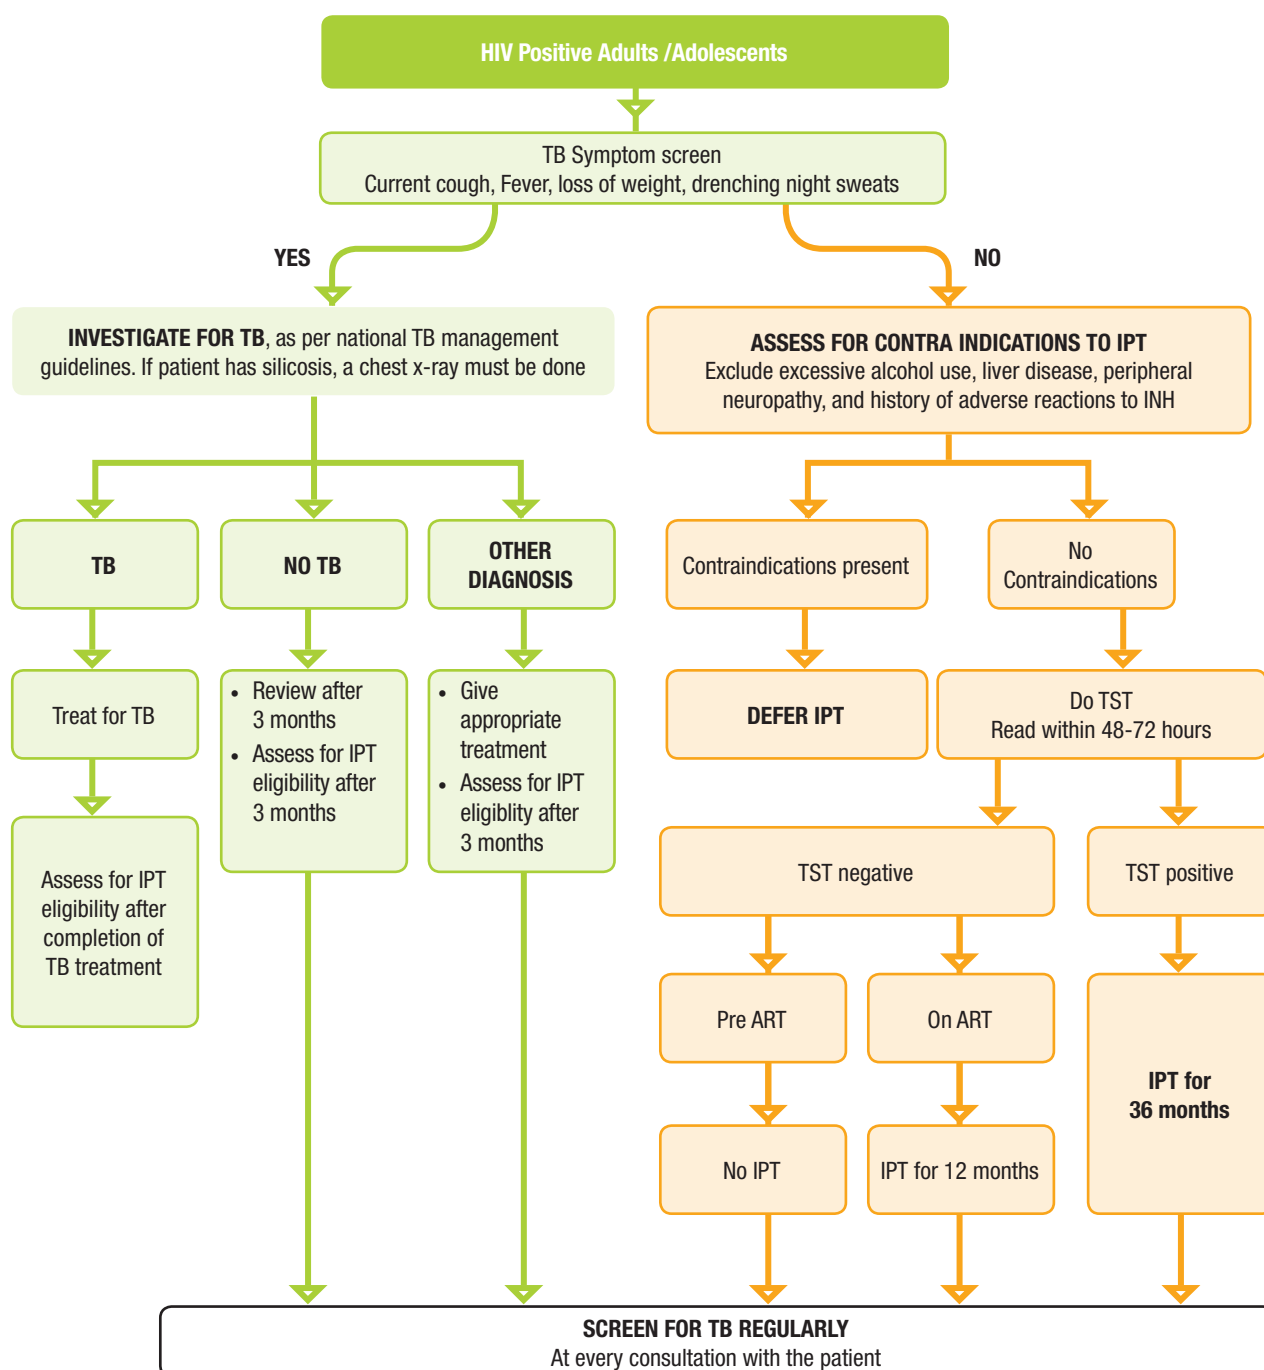 HIV Positive Adults /Adolescents
TB Symptom screen
Current cough, Fever, loss of weight, drenching night sweats
YES
NO
INVESTIGATE FOR TB, as per national TB management
guidelines. If patient has silicosis, a chest x-ray must be done
ASSESS FOR CONTRA INDICATIONS TO IPT
Exclude excessive alcohol use, liver disease, peripheral
neuropathy, and history of adverse reactions to INH
TB
NO TB
OTHER
DIAGNOSIS
Contraindications present
No
Contraindications
Treat for TB
• Review after
3 months
• Assess for IPT
eligibility after
3 months
• Give
appropriate
treatment
• Assess for IPT
eligiblity after
3 months
DEFER IPT
Do TST
Read within 48-72 hours
Assess for IPT
eligibility after
completion of
TB treatment
TST negative
TST positive
Pre ART
On ART
IPT for
36 months
No IPT
IPT for 12 months
SCREEN FOR TB REGULARLY
At every consultation with the patient